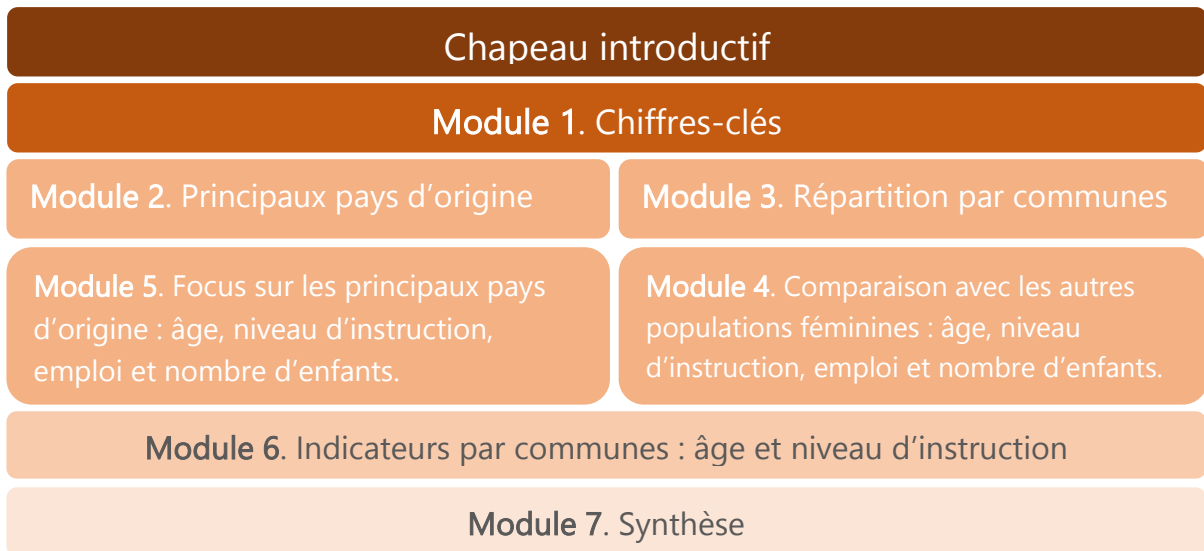 Chapeau introductif
Module 1. Chiffres-clés
Module 2. Principaux pays d’origine
Module 3. Répartition par communes
Module 5. Focus sur les principaux pays
d’origine : âge, niveau d’instruction,
emploi et nombre d’enfants.
Module 4. Comparaison avec les autres
populations féminines : âge, niveau
d’instruction, emploi et nombre d’enfants.
Module 6. Indicateurs par communes : âge et niveau d’instruction
Module 7. Synthèse